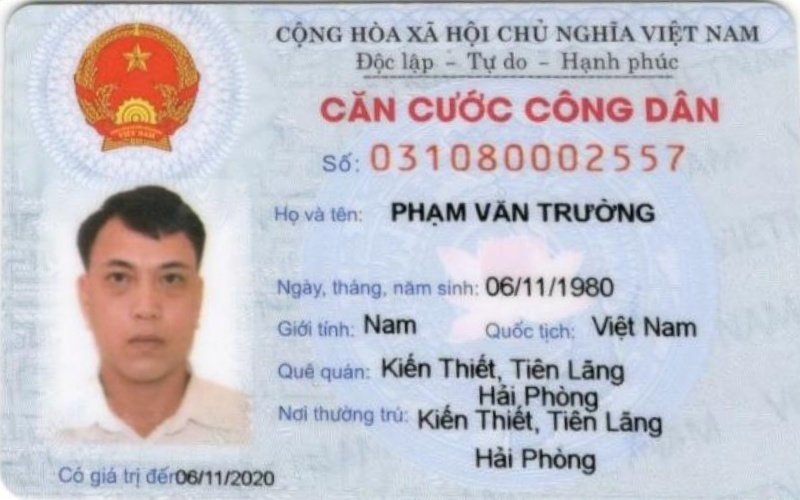 CỘNG HÒA XÃ HỘI CHỦ NGHĨA VIỆT NAM
Độc lập - Tự do - Hạnh phúc
CĂN CƯỚC CÔNG DÂN
Số: 031080002557
Họ và tên: PHẠM VĂN TRƯỜNG
Ngày, tháng, năm sinh: 06/11/1980
Giới tính: Nam Quốc tịch: Việt Nam
Quê quán: Kiến Thiết, Tiên Lãng
Hải Phòng
Nơi thường trú: Kiến Thiết, Tiên Lãng
Hải Phòng
Có giá trị đến 06/11/2020
VIỆT NAM